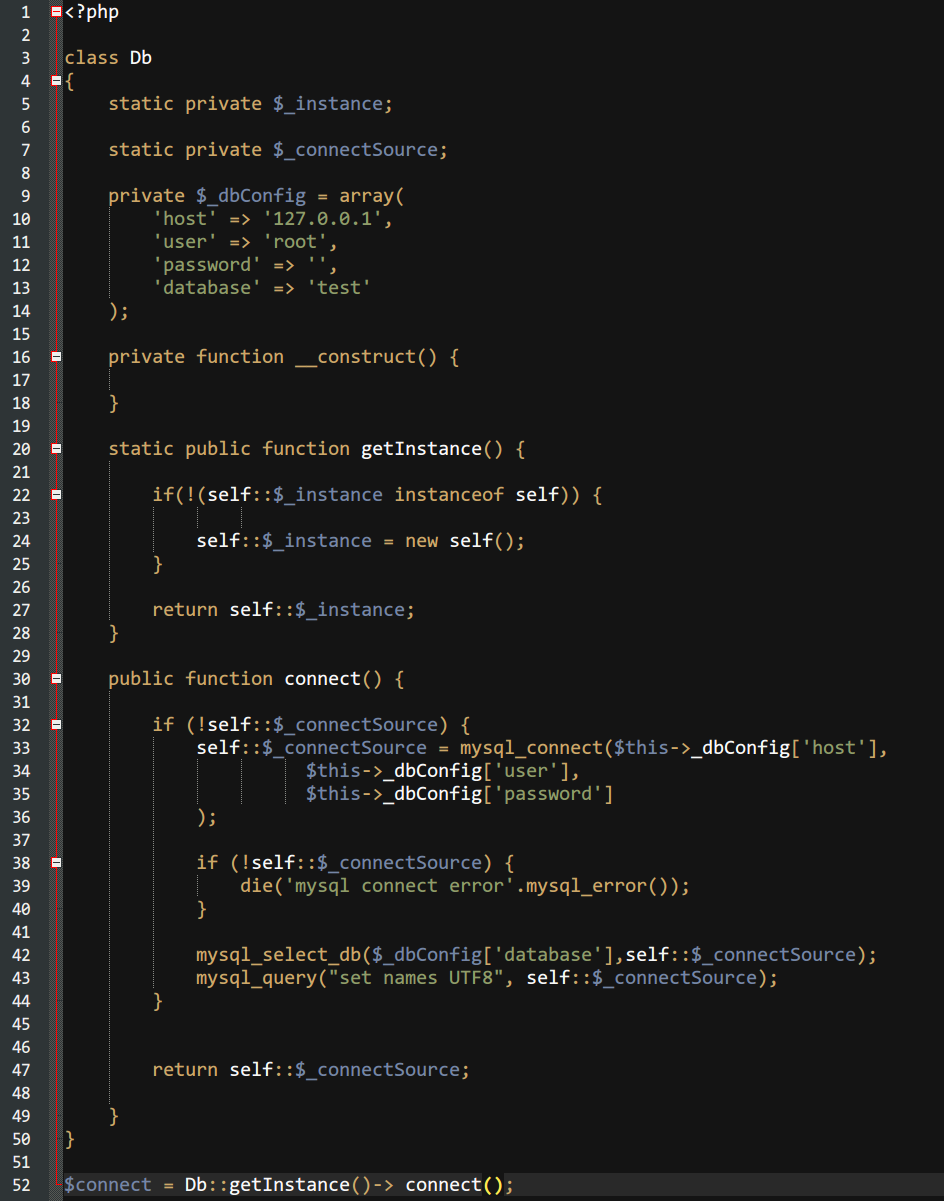 1 <?php
2
3 class Db
4 {
5     static private $_instance;
6
7     static private $_connectSource;
8
9     private $_dbConfig = array(
10         'host' => '127.0.0.1',
11         'user' => 'root',
12         'password' => '',
13         'database' => 'test'
14     );
15
16     private function __construct() {
17
18     }
19
20     static public function getInstance() {
21
22         if(!(self::$_instance instanceof self)) {
23
24             self::$_instance = new self();
25         }
26
27         return self::$_instance;
28     }
29
30     public function connect() {
31
32         if (!self::$_connectSource) {
33             self::$_connectSource = mysql_connect($this->_dbConfig['host'],
34                       $this->_dbConfig['user'],
35                       $this->_dbConfig['password']
36             );
37
38             if (!self::$_connectSource) {
39                 die('mysql connect error'.mysql_error());
40             }
41
42             mysql_select_db($_dbConfig['database'],self::$_connectSource);
43             mysql_query("set names UTF8", self::$_connectSource);
44         }
45
46
47         return self::$_connectSource;
48
49     }
50 }
51
52 $connect = Db::getInstance()-> connect();